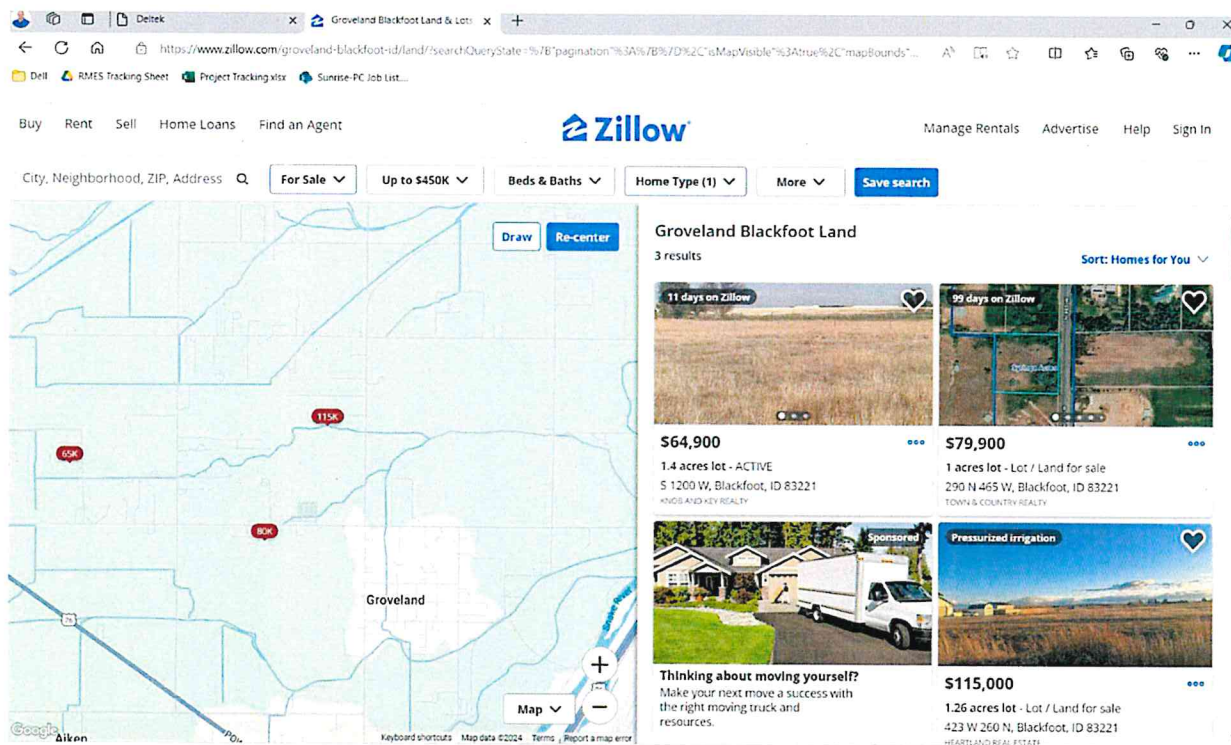 Deltek
Groveland Blackfoot Land & Lots
https://www.zillow.com/groveland-blackfoot-id/land/?searchQueryState=%7B"pagination"%3A%7B%7D%2C"isMapVisible"%3Atrue%2C"mapBounds"...
Dell
RMES Tracking Sheet
Project Tracking.xlsx
Sunrise-PC Job List...
Buy
Rent
Sell
Home Loans
Find an Agent
Zillow
Manage Rentals
Advertise
Help
Sign In
City, Neighborhood, ZIP, Address
For Sale
Up to $450K
Beds & Baths
Home Type (1)
More
Save search
Draw
Re-center
115K
65K
80K
Groveland
Snake River
Map
Google
Aiken
Keyboard shortcuts
Map data ©2024
Terms
Report a map error
Groveland Blackfoot Land
3 results
Sort: Homes for You
11 days on Zillow
$64,900
1.4 acres lot - ACTIVE
S 1200 W, Blackfoot, ID 83221
KNOB AND KEY REALTY
99 days on Zillow
Springs Acres
$79,900
1 acres lot - Lot / Land for sale
290 N 465 W, Blackfoot, ID 83221
TOWN & COUNTRY REALTY
Sponsored
Thinking about moving yourself?
Make your next move a success with
the right moving truck and
resources.
Pressurized irrigation
$115,000
1.26 acres lot - Lot / Land for sale
423 W 260 N, Blackfoot, ID 83221
HEARTLAND REAL ESTATE